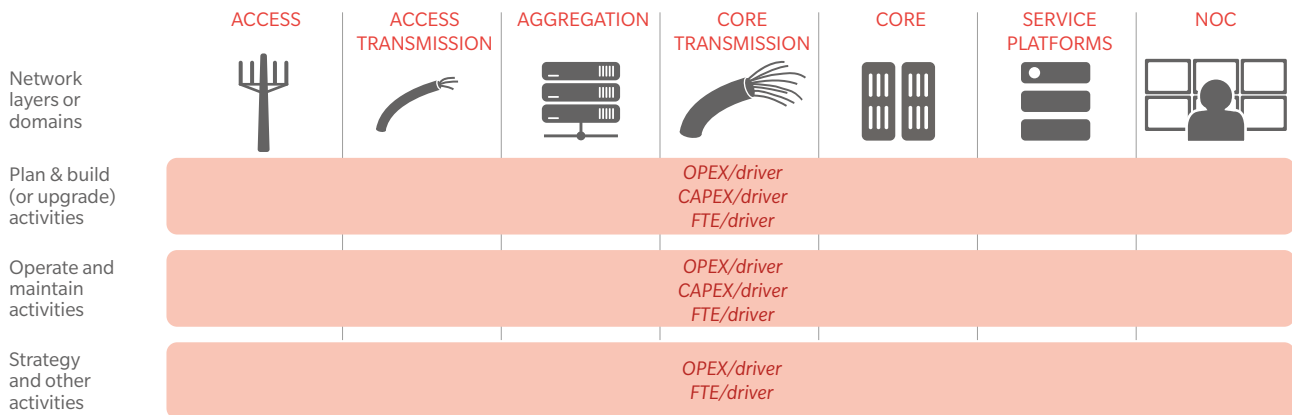 ACCESS
ACCESS
TRANSMISSION
AGGREGATION
CORE
TRANSMISSION
CORE
SERVICE
PLATFORMS
NOC
Network
layers or
domains
Plan & build
(or upgrade)
activities
OPEX/driver
CAPEX/driver
FTE/driver
Operate and
maintain
activities
OPEX/driver
CAPEX/driver
FTE/driver
Strategy
and other
activities
OPEX/driver
FTE/driver